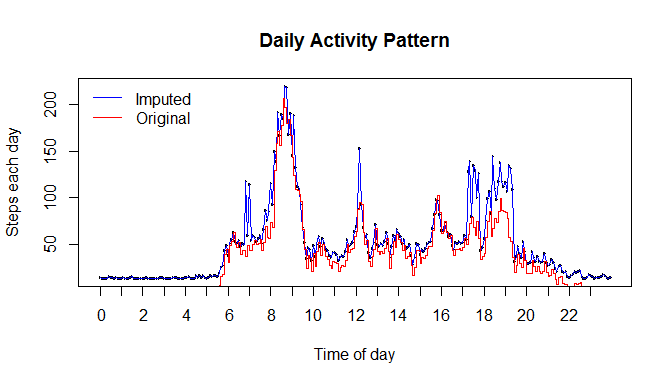 Daily Activity Pattern
Imputed
Original
Steps each day
50
100
150
200
0 2 4 6 8 10 12 14 16 18 20 22
Time of day